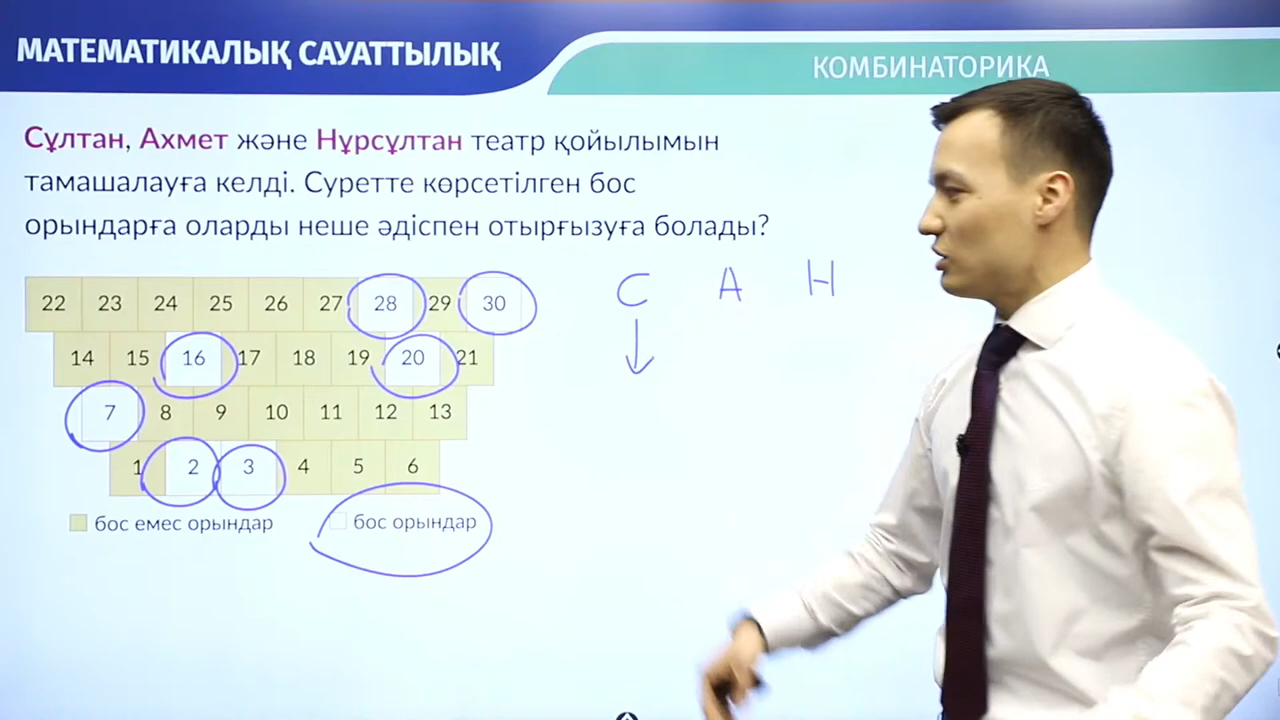 МАТЕМАТИКАЛЫҚ САУАТТЫЛЫҚ
КОМБИНАТОРИКА
Сұлтан, Ахмет және Нұрсұлтан театр қойылымын
тамашалауға келді. Суретте көрсетілген бос
орындарға оларды неше әдіспен отырғызуға болады?
22 23 24 25 26 27 28 29 30
14 15 16 17 18 19 20 21
7 8 9 10 11 12 13
1 2 3 4 5 6
бос емес орындар бос орындар
С А Н